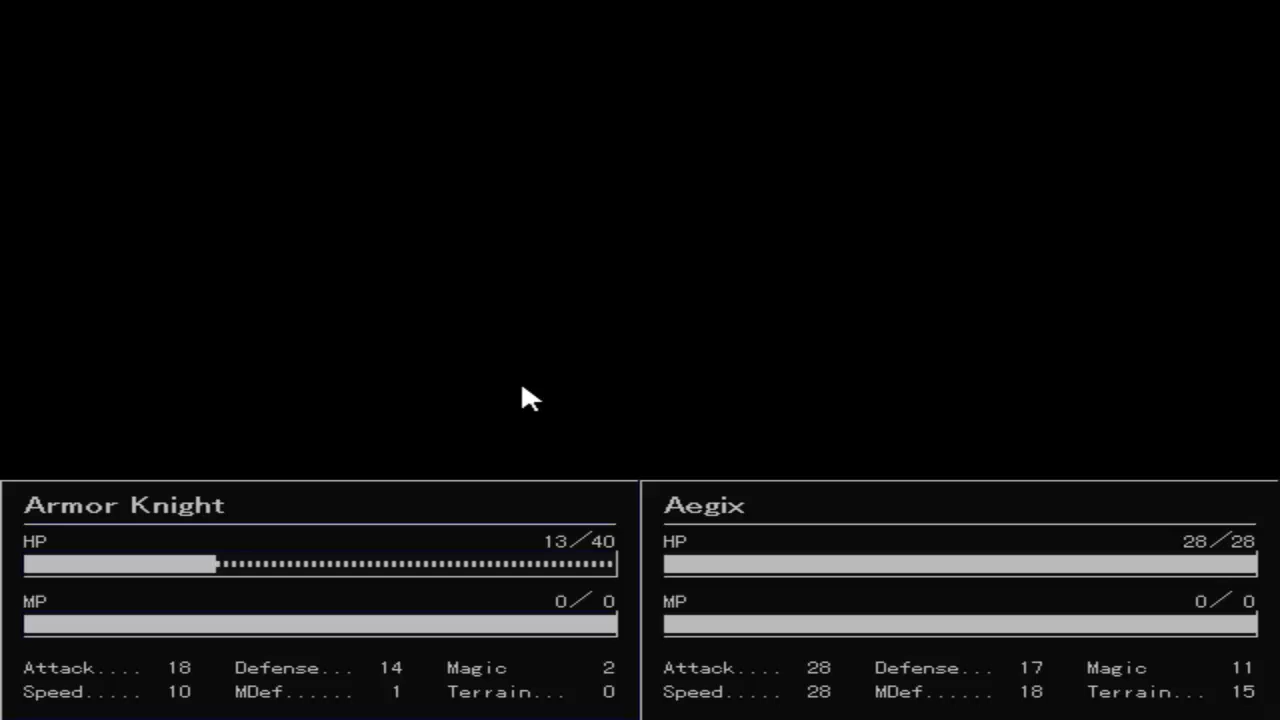 Armor Knight
HP 13/40
MP 0/ 0
Attack.... 18 Defense... 14 Magic 2
Speed..... 10 MDef...... 1 Terrain... 0
Aegix
HP 28/28
MP 0/ 0
Attack.... 28 Defense... 17 Magic 11
Speed..... 28 MDef...... 18 Terrain... 15